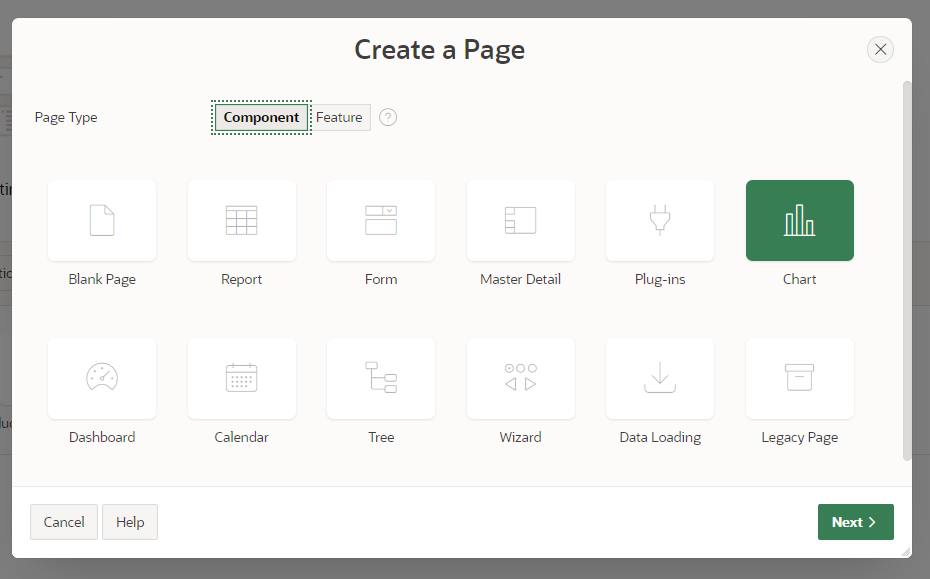 Create a Page
Page Type
Component Feature ?
Blank Page Report Form Master Detail Plug-ins Chart
Dashboard Calendar Tree Wizard Data Loading Legacy Page
Cancel Help Next